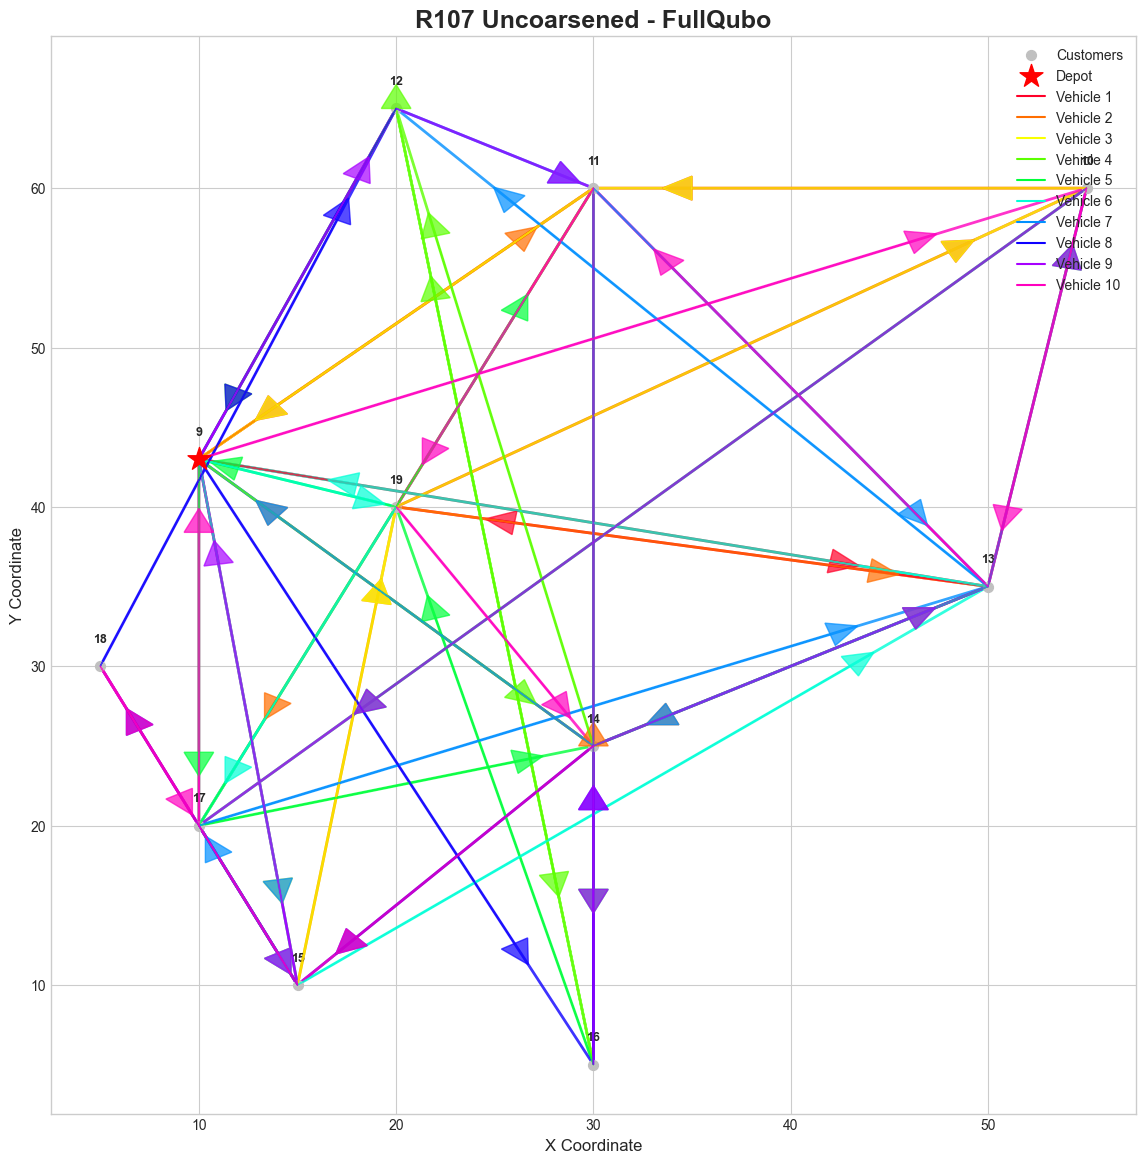 R107 Uncoarsened - FullQubo
Customers
Depot
Vehicle 1
Vehicle 2
Vehicle 3
Vehicle 4
Vehicle 5
Vehicle 6
Vehicle 7
Vehicle 8
Vehicle 9
Vehicle 10
12
11
10
9
19
13
18
14
17
15
16
60
50
40
30
20
10
Y Coordinate
10
20
30
40
50
X Coordinate